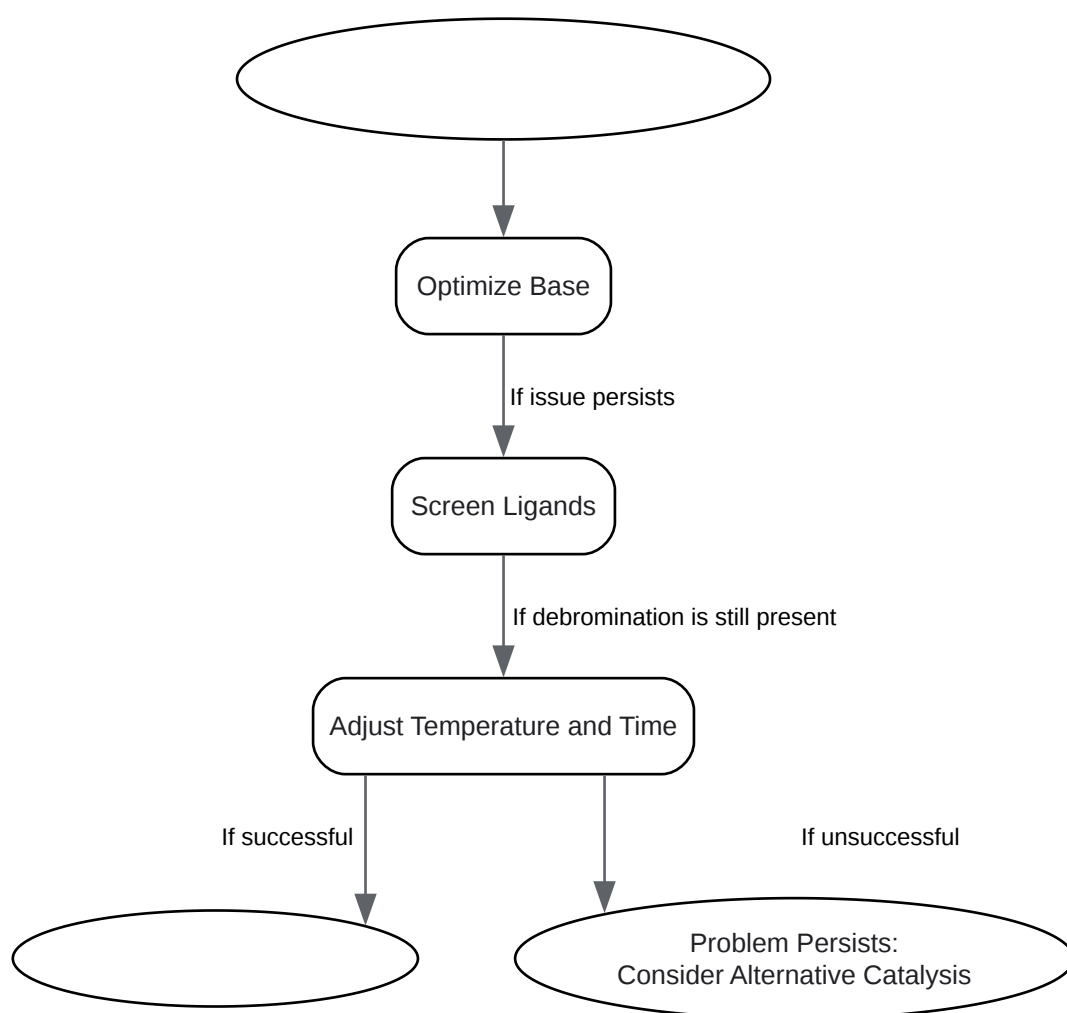 Optimize Base
If issue persists
Screen Ligands
If debromination is still present
Adjust Temperature and Time
If successful
If unsuccessful
Problem Persists:
Consider Alternative Catalysis